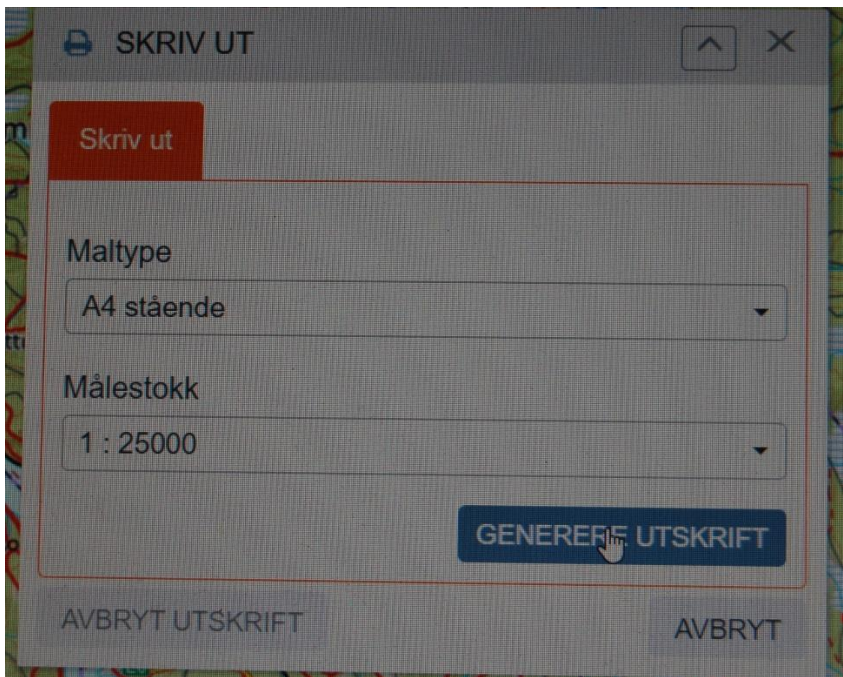 SKRIV UT
Skriv ut
Maltype
A4 stående
Målestokk
1 : 25000
GENERERE UTSKRIFT
AVBRYT UTSKRIFT
AVBRYT